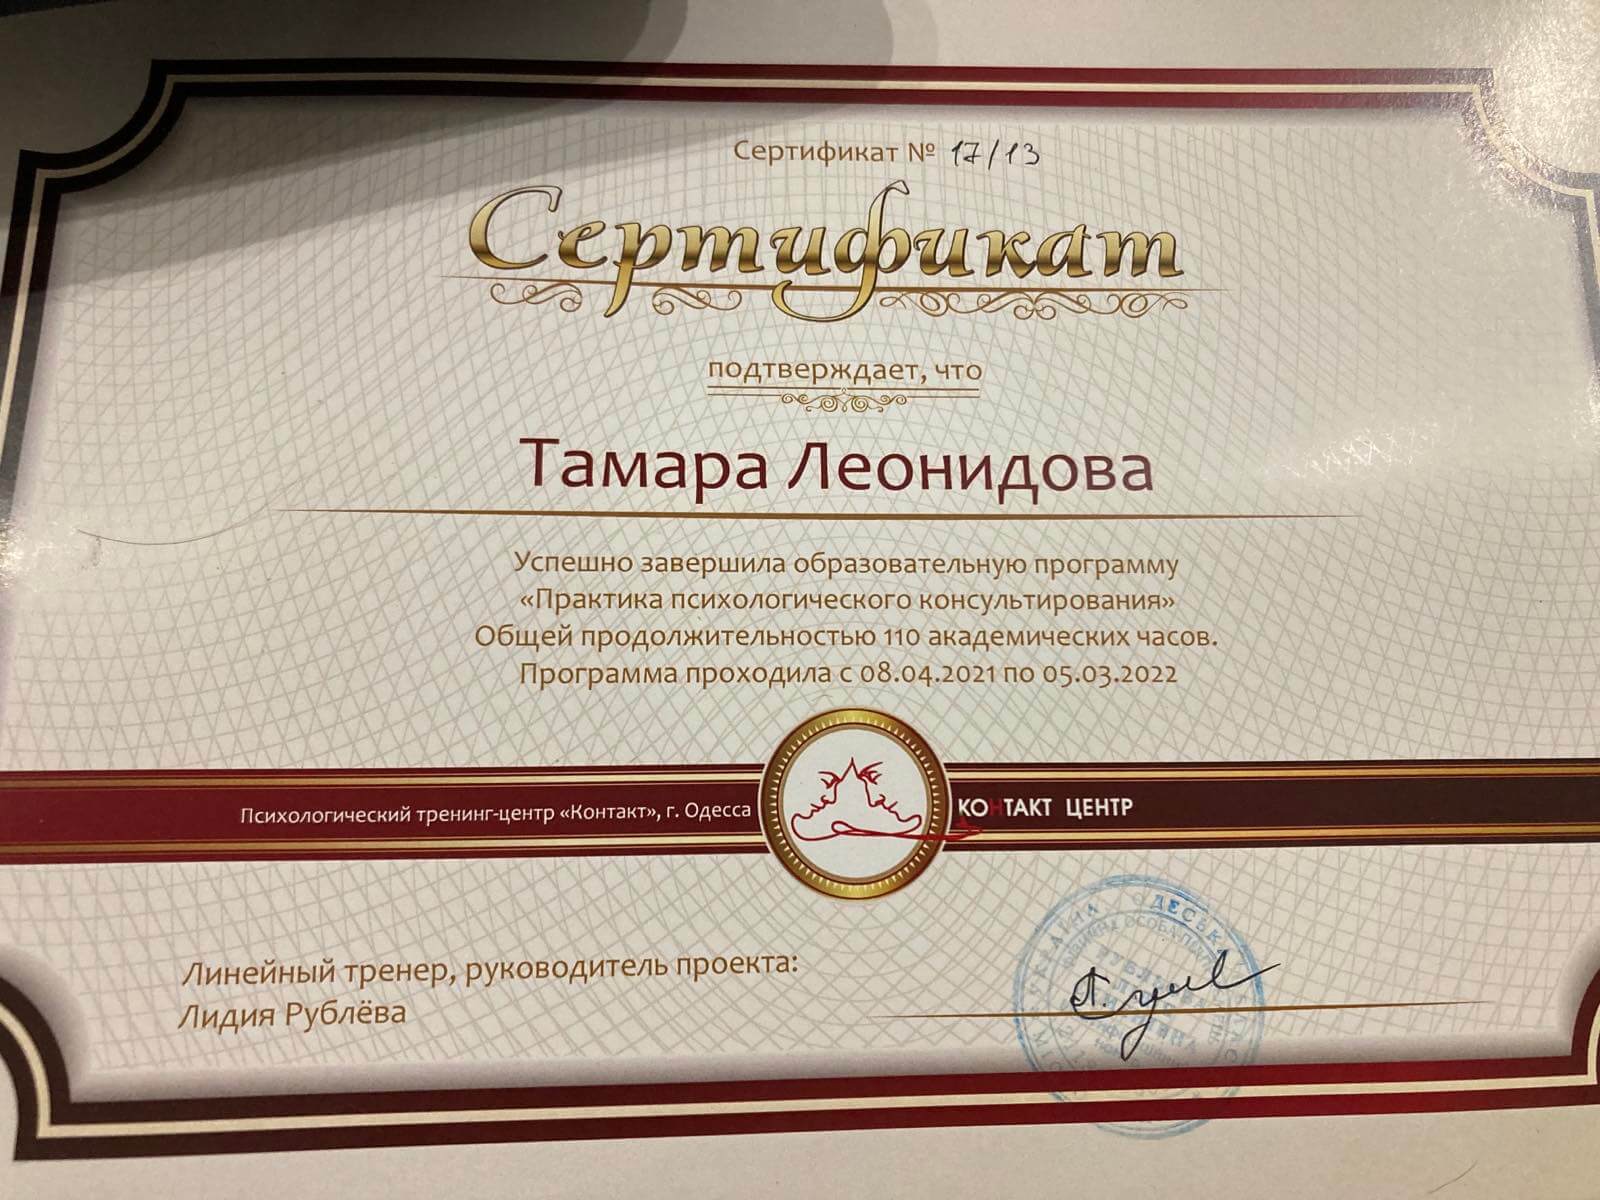 Сертификат № 17/13
Сертификат
подтверждает, что
Тамара Леонидова
Успешно завершила образовательную программу
«Практика психологического консультирования»
Общей продолжительностью 110 академических часов.
Программа проходила с 08.04.2021 по 05.03.2022
Психологический тренинг-центр «Контакт», г. Одесса
КОНТАКТ ЦЕНТР
Линейный тренер, руководитель проекта:
Лидия Рублёва
УКРАЇНА ОДЕСЬКА